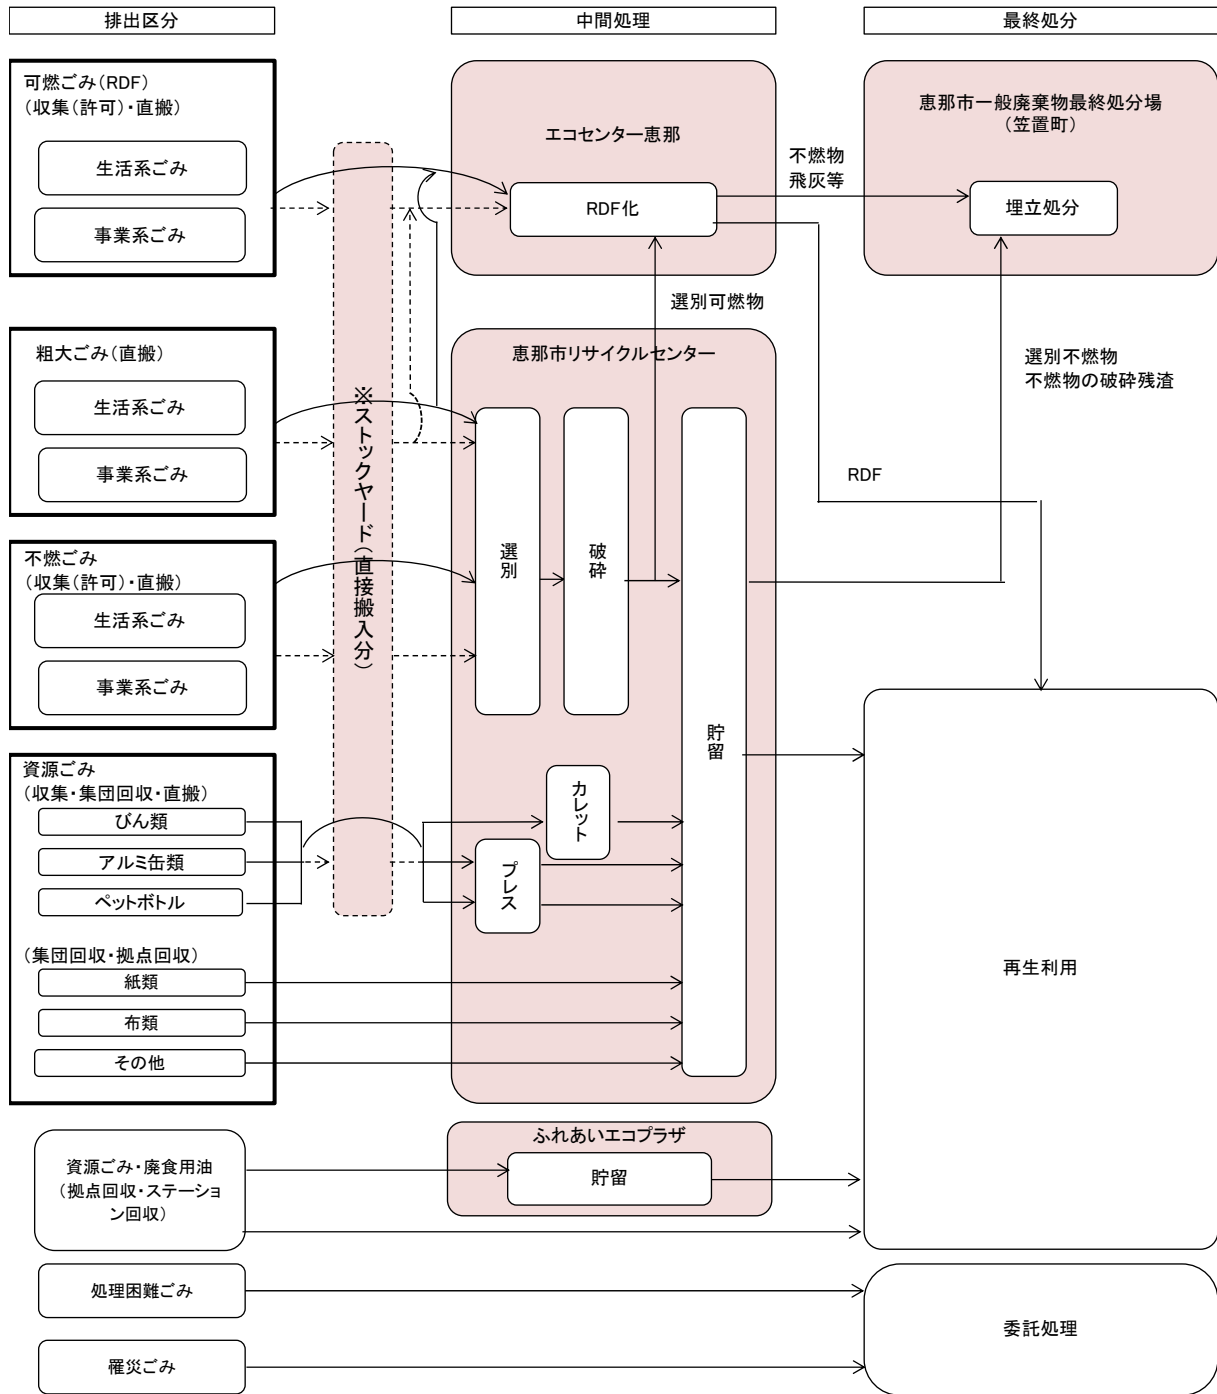 排出区分
中間処理
最終処分
可燃ごみ(RDF)
(収集(許可)・直搬)
生活系ごみ
事業系ごみ
エコセンター恵那
RDF化
不燃物
飛灰等
恵那市一般廃棄物最終処分場
(笠置町)
埋立処分
選別可燃物
粗大ごみ(直搬)
生活系ごみ
事業系ごみ
※ストックヤード(直接搬入分)
恵那市リサイクルセンター
選別
破砕
貯留
選別不燃物
不燃物の破砕残渣
RDF
不燃ごみ
(収集(許可)・直搬)
生活系ごみ
事業系ごみ
資源ごみ
(収集・集団回収・直搬)
びん類
アルミ缶類
ペットボトル
カレット
プレス
(集団回収・拠点回収)
紙類
布類
その他
再生利用
資源ごみ・廃食用油
(拠点回収・ステーショ
ン回収)
ふれあいエコプラザ
貯留
処理困難ごみ
罹災ごみ
委託処理